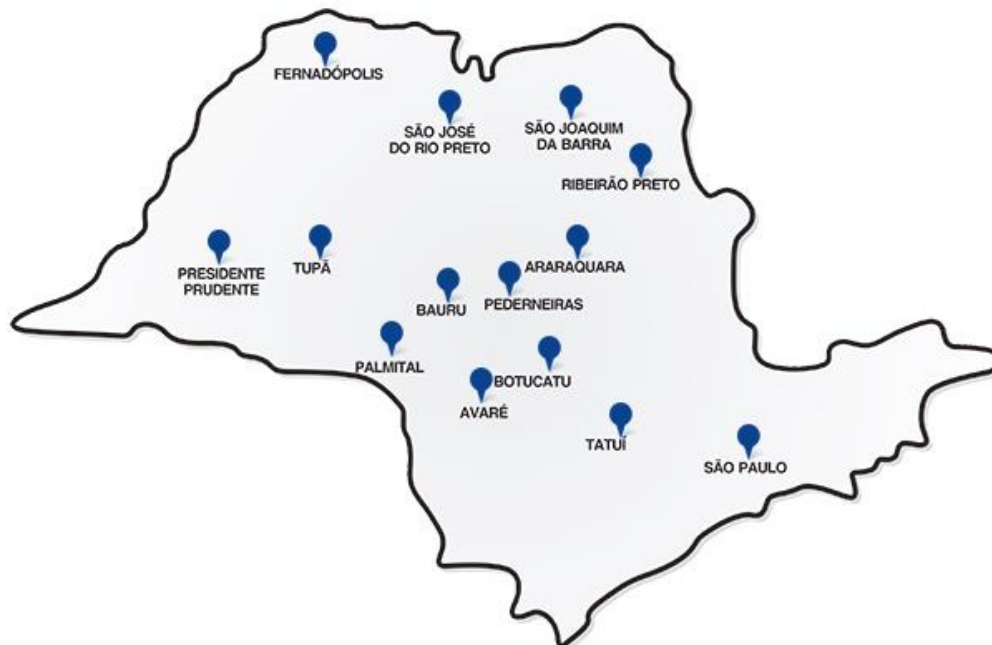 FERNADÓPOLIS
SÃO JOSÉ
DO RIO PRETO
SÃO JOAQUIM
DA BARRA
RIBEIRÃO PRETO
PRESIDENTE
PRUDENTE
TUPÃ
ARARAQUARA
BAURU
PEDERNEIRAS
PALMITAL
BOTUCATU
AVARÉ
TATUÍ
SÃO PAULO